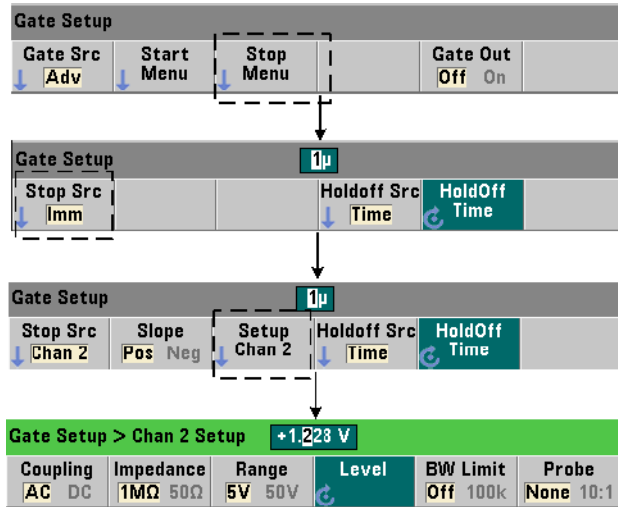 Gate Setup
Gate Src Start Stop Gate Out
Adv Menu Menu Off On
Gate Setup 1µ
Stop Src Holdoff Src HoldOff
Imm Time Time
Gate Setup 1µ
Stop Src Slope Setup Holdoff Src HoldOff
Chan 2 Pos Neg Chan 2 Time Time
Gate Setup > Chan 2 Setup +1.228 V
Coupling Impedance Range Level BW Limit Probe
AC DC 1MΩ 50Ω 5V 50V Off 100k None 10:1